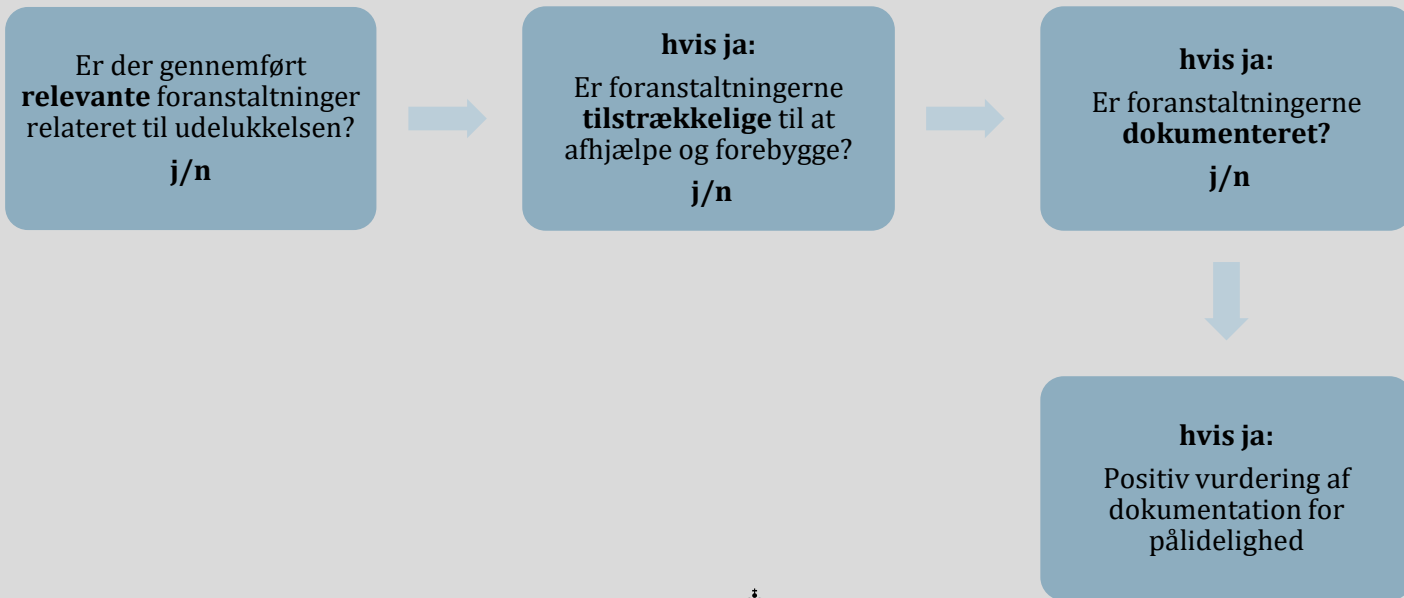 Er der gennemført
relevante foranstaltninger
relateret til udelukkelsen?
j/n
hvis ja:
Er foranstaltningerne
tilstrækkelige til at
afhjælpe og forebygge?
j/n
hvis ja:
Er foranstaltningerne
dokumenteret?
j/n
hvis ja:
Positiv vurdering af
dokumentation for
pålidelighed